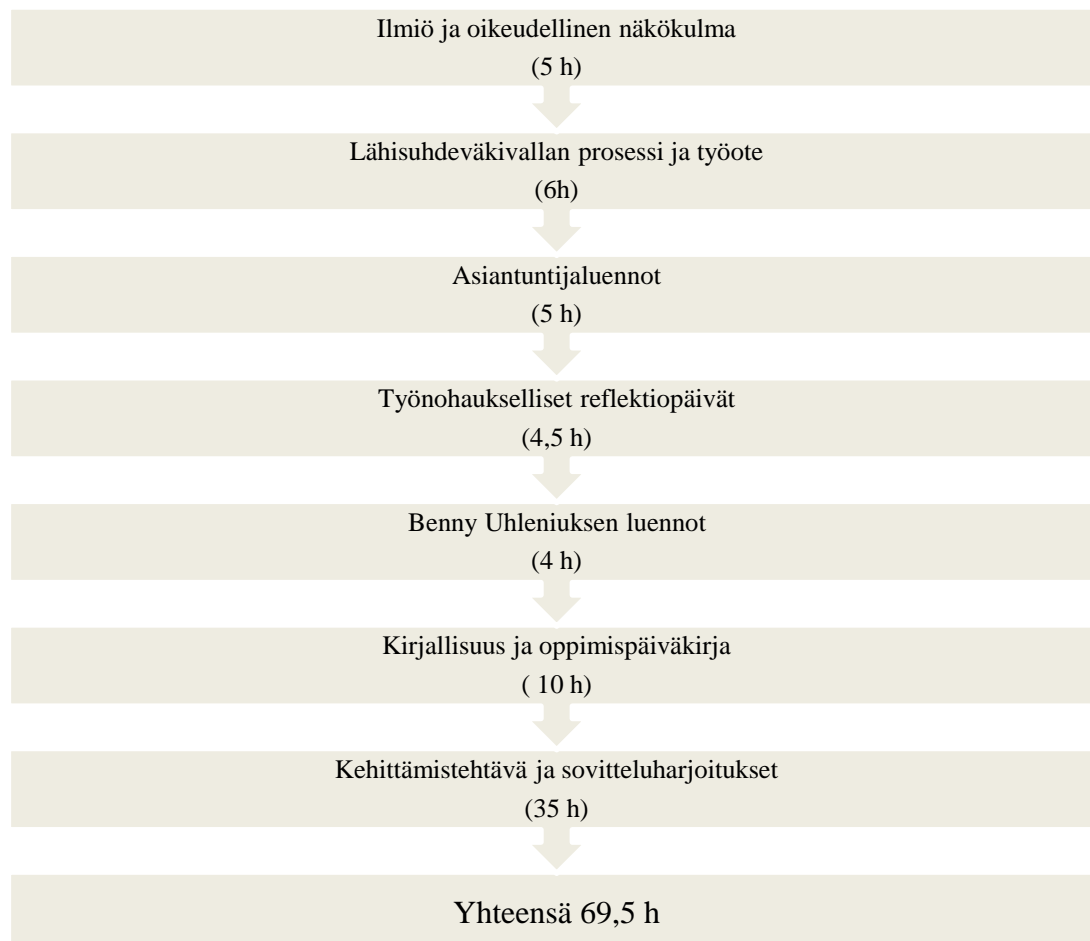 Ilmiö ja oikeudellinen näkökulma
(5 h)
Lähisuhdeväkivallan prosessi ja työote
(6h)
Asiantuntijaluennot
(5 h)
Työnohaukselliset reflektiopäivät
(4,5 h)
Benny Uhleniuksen luennot
(4 h)
Kirjallisuus ja oppimispäiväkirja
( 10 h)
Kehittämistehtävä ja sovitteluharjoitukset
(35 h)
Yhteensä 69,5 h